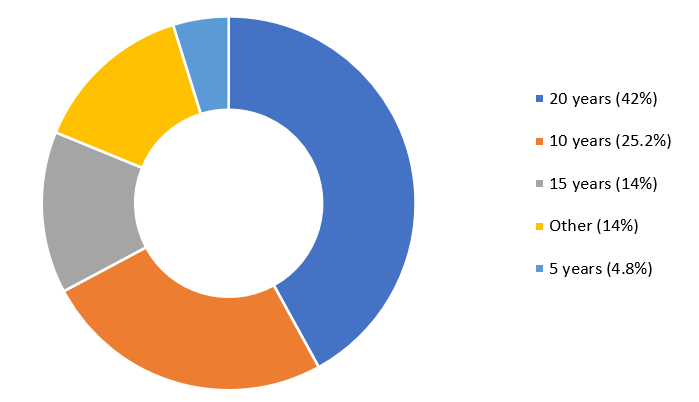 20 years (42%)
10 years (25.2%)
15 years (14%)
Other (14%)
5 years (4.8%)